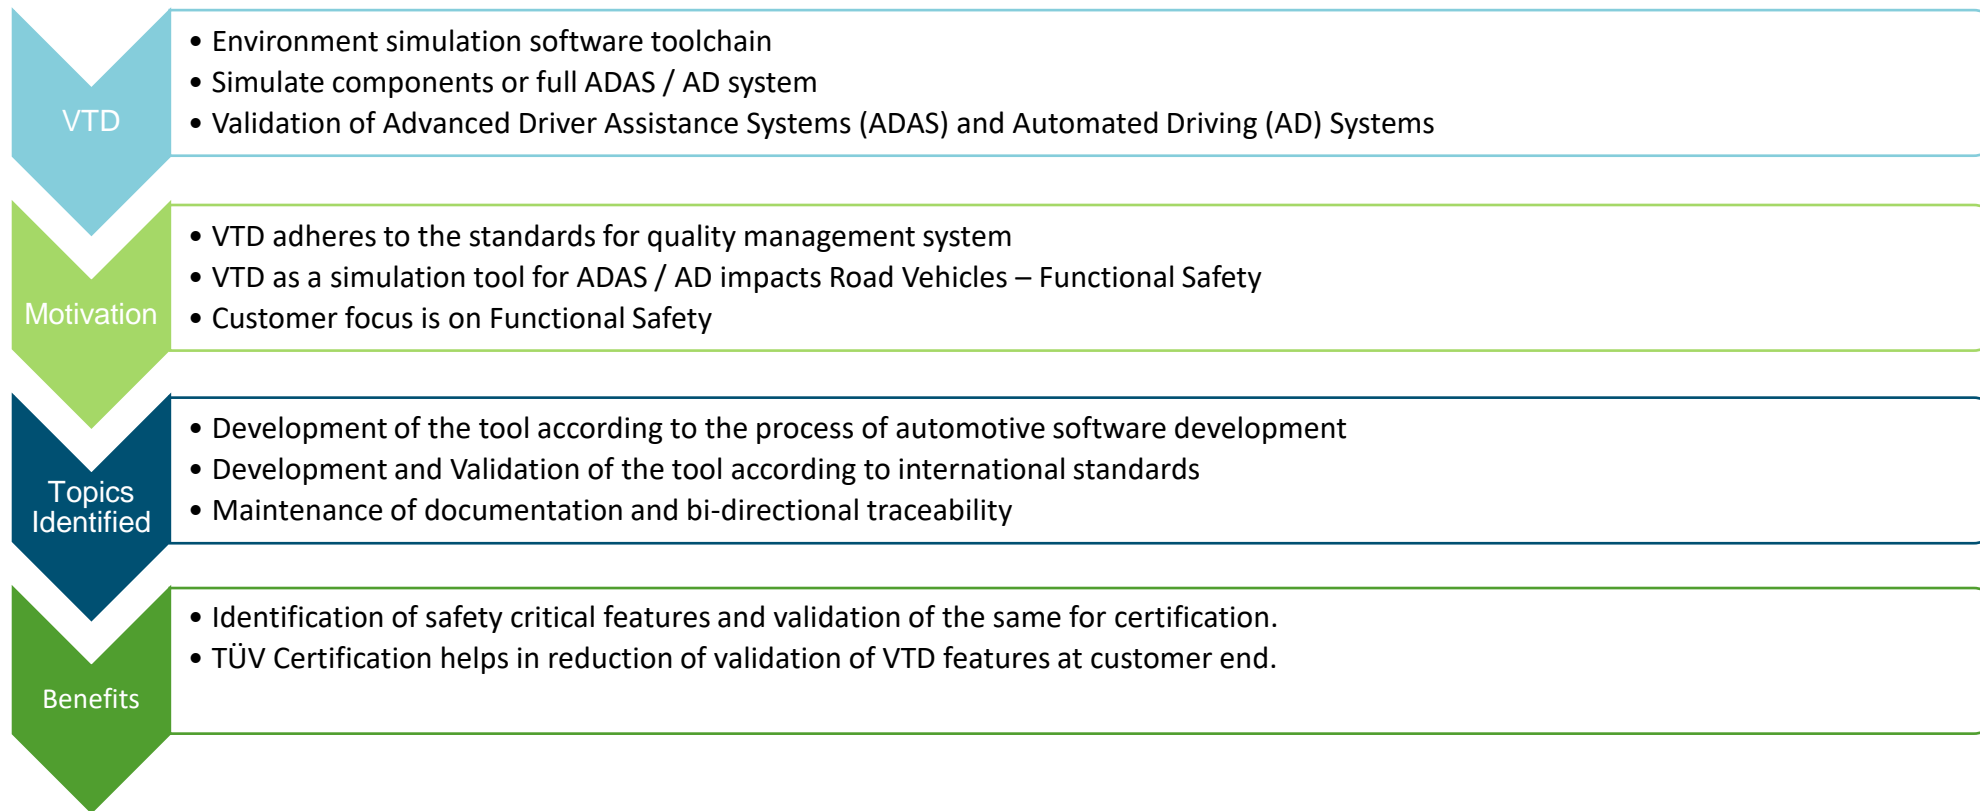 VTD
• Environment simulation software toolchain
• Simulate components or full ADAS / AD system
• Validation of Advanced Driver Assistance Systems (ADAS) and Automated Driving (AD) Systems
Motivation
• VTD adheres to the standards for quality management system
• VTD as a simulation tool for ADAS / AD impacts Road Vehicles – Functional Safety
• Customer focus is on Functional Safety
Topics
Identified
• Development of the tool according to the process of automotive software development
• Development and Validation of the tool according to international standards
• Maintenance of documentation and bi-directional traceability
Benefits
• Identification of safety critical features and validation of the same for certification.
• TÜV Certification helps in reduction of validation of VTD features at customer end.